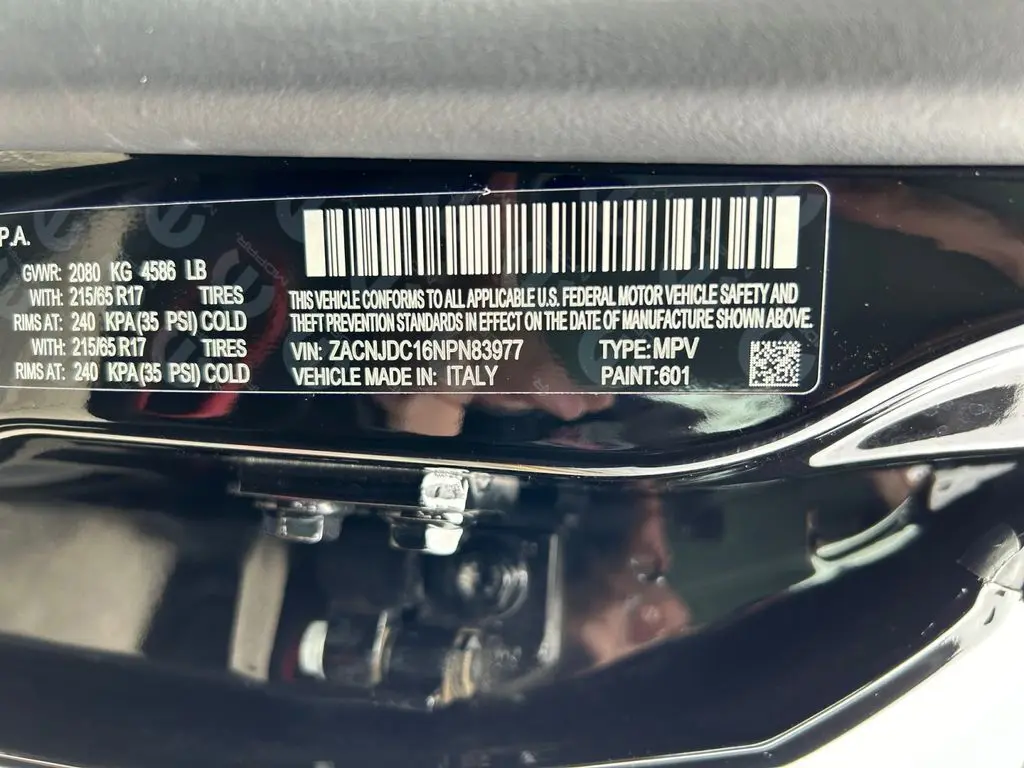 P.A.
GVWR: 2080 KG 4586 LB
WITH: 215/65 R17 TIRES
RIMS AT: 240 KPA(35 PSI) COLD
WITH: 215/65 R17 TIRES
RIMS AT: 240 KPA(35 PSI) COLD
THIS VEHICLE CONFORMS TO ALL APPLICABLE U.S. FEDERAL MOTOR VEHICLE SAFETY AND
THEFT PREVENTION STANDARDS IN EFFECT ON THE DATE OF MANUFACTURE SHOWN ABOVE.
VIN: ZACNJDC16NPN83977 TYPE: MPV
VEHICLE MADE IN: ITALY PAINT:601